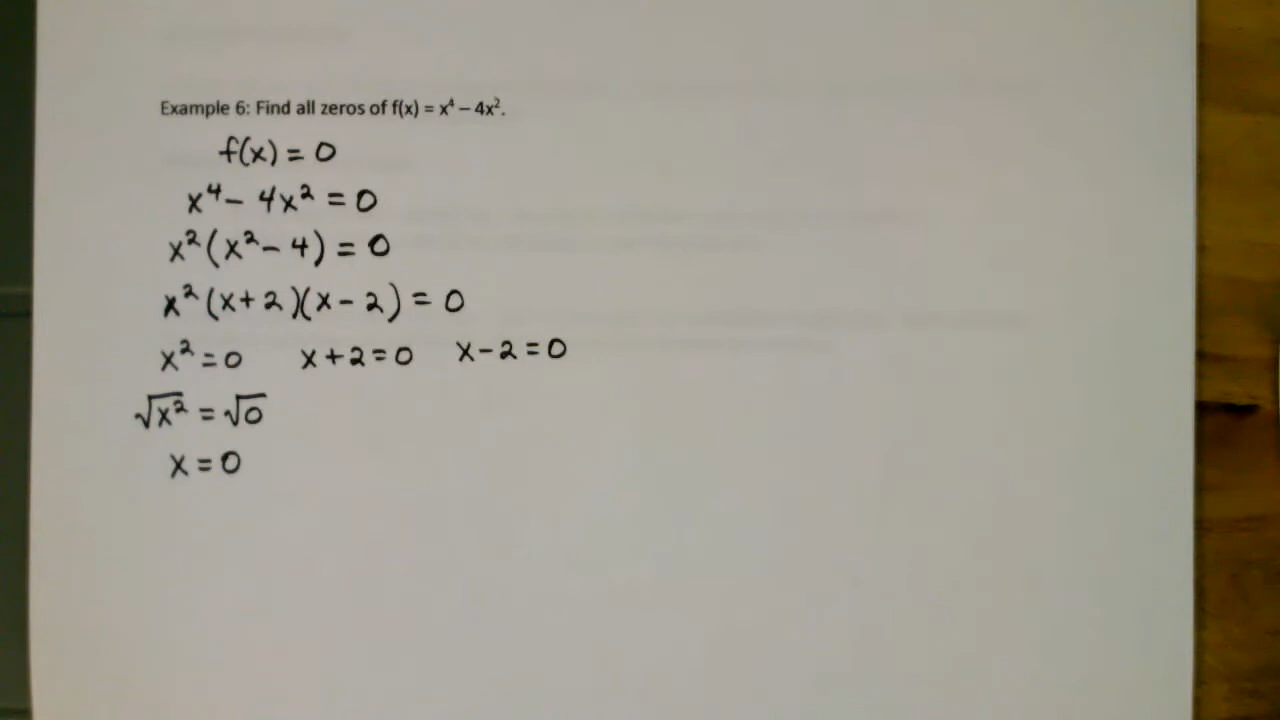 Example 6: Find all zeros of f(x) = x⁴ – 4x².
f(x) = 0
x⁴ – 4x² = 0
x²(x² – 4) = 0
x²(x + 2)(x – 2) = 0
x² = 0 x + 2 = 0 x – 2 = 0
√x² = √0
x = 0